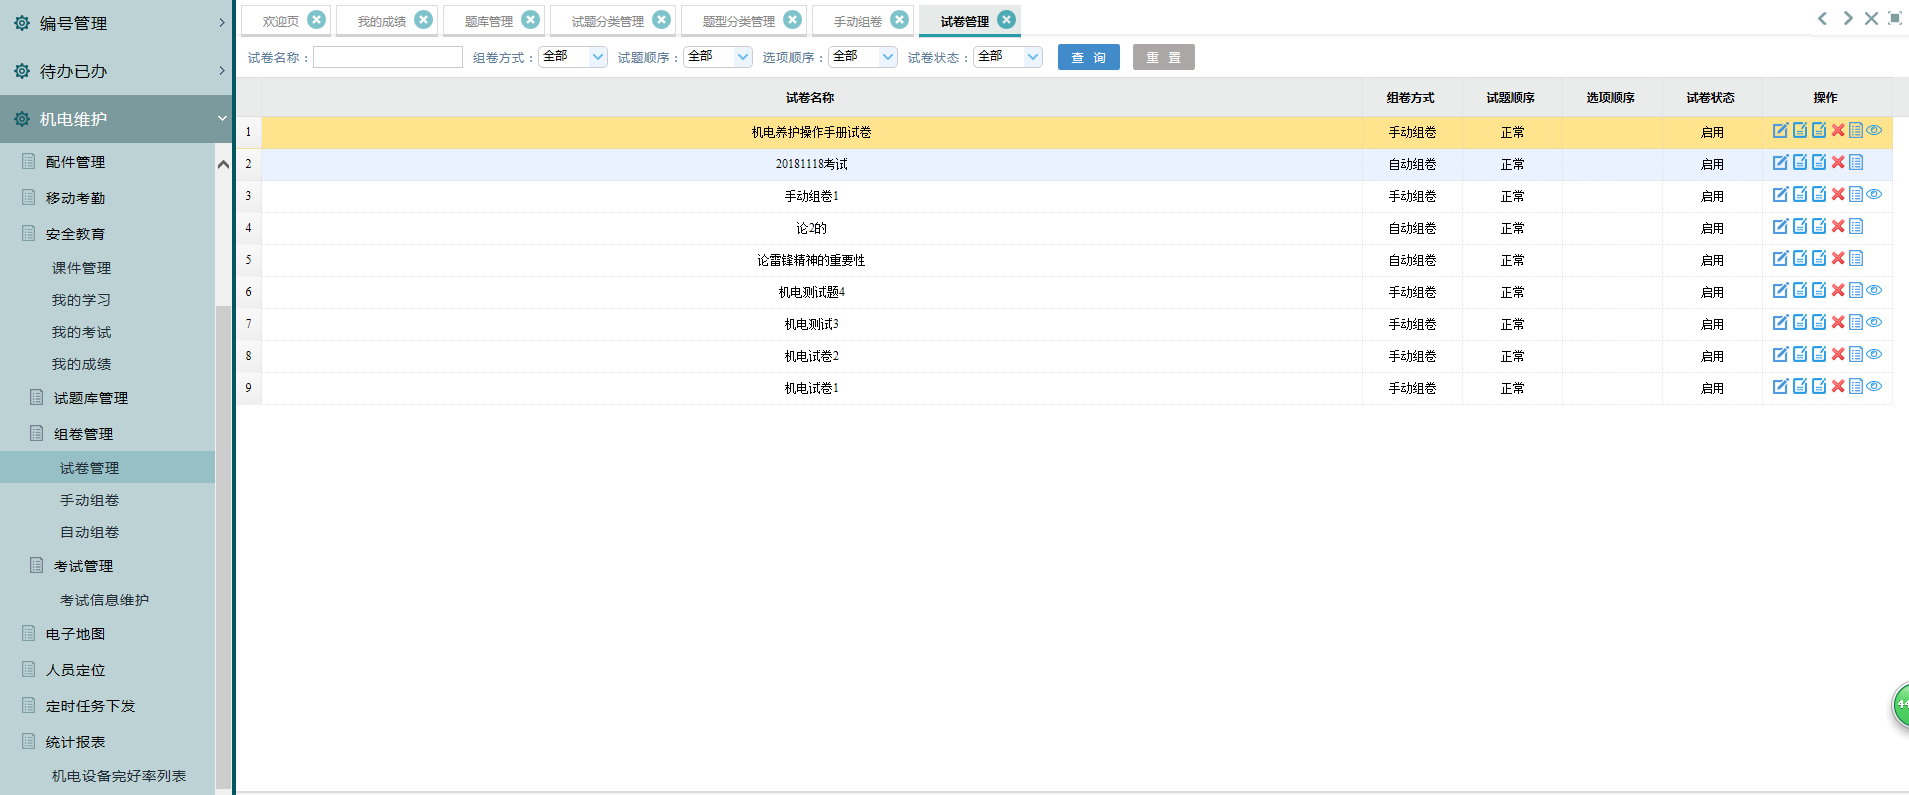 编号管理
待办已办
机电维护
配件管理
移动考勤
安全教育
课件管理
我的学习
我的考试
我的成绩
试题库管理
组卷管理
试卷管理
手动组卷
自动组卷
考试管理
考试信息维护
电子地图
人员定位
定时任务下发
统计报表
机电设备完好率列表
欢迎页 我的成绩 题库管理 试题分类管理 题型分类管理 手动组卷 试卷管理
试卷名称： 组卷方式： 全部 试题顺序： 全部 选项顺序： 全部 试卷状态： 全部 查 询 重 置
试卷名称 组卷方式 试题顺序 选项顺序 试卷状态 操作
1 机电养护操作手册试卷 手动组卷 正常 启用
2 20181118考试 自动组卷 正常 启用
3 手动组卷1 手动组卷 正常 启用
4 论2的 自动组卷 正常 启用
5 论雷锋精神的重要性 自动组卷 正常 启用
6 机电测试题4 手动组卷 正常 启用
7 机电测试3 手动组卷 正常 启用
8 机电试卷2 手动组卷 正常 启用
9 机电试卷1 手动组卷 正常 启用